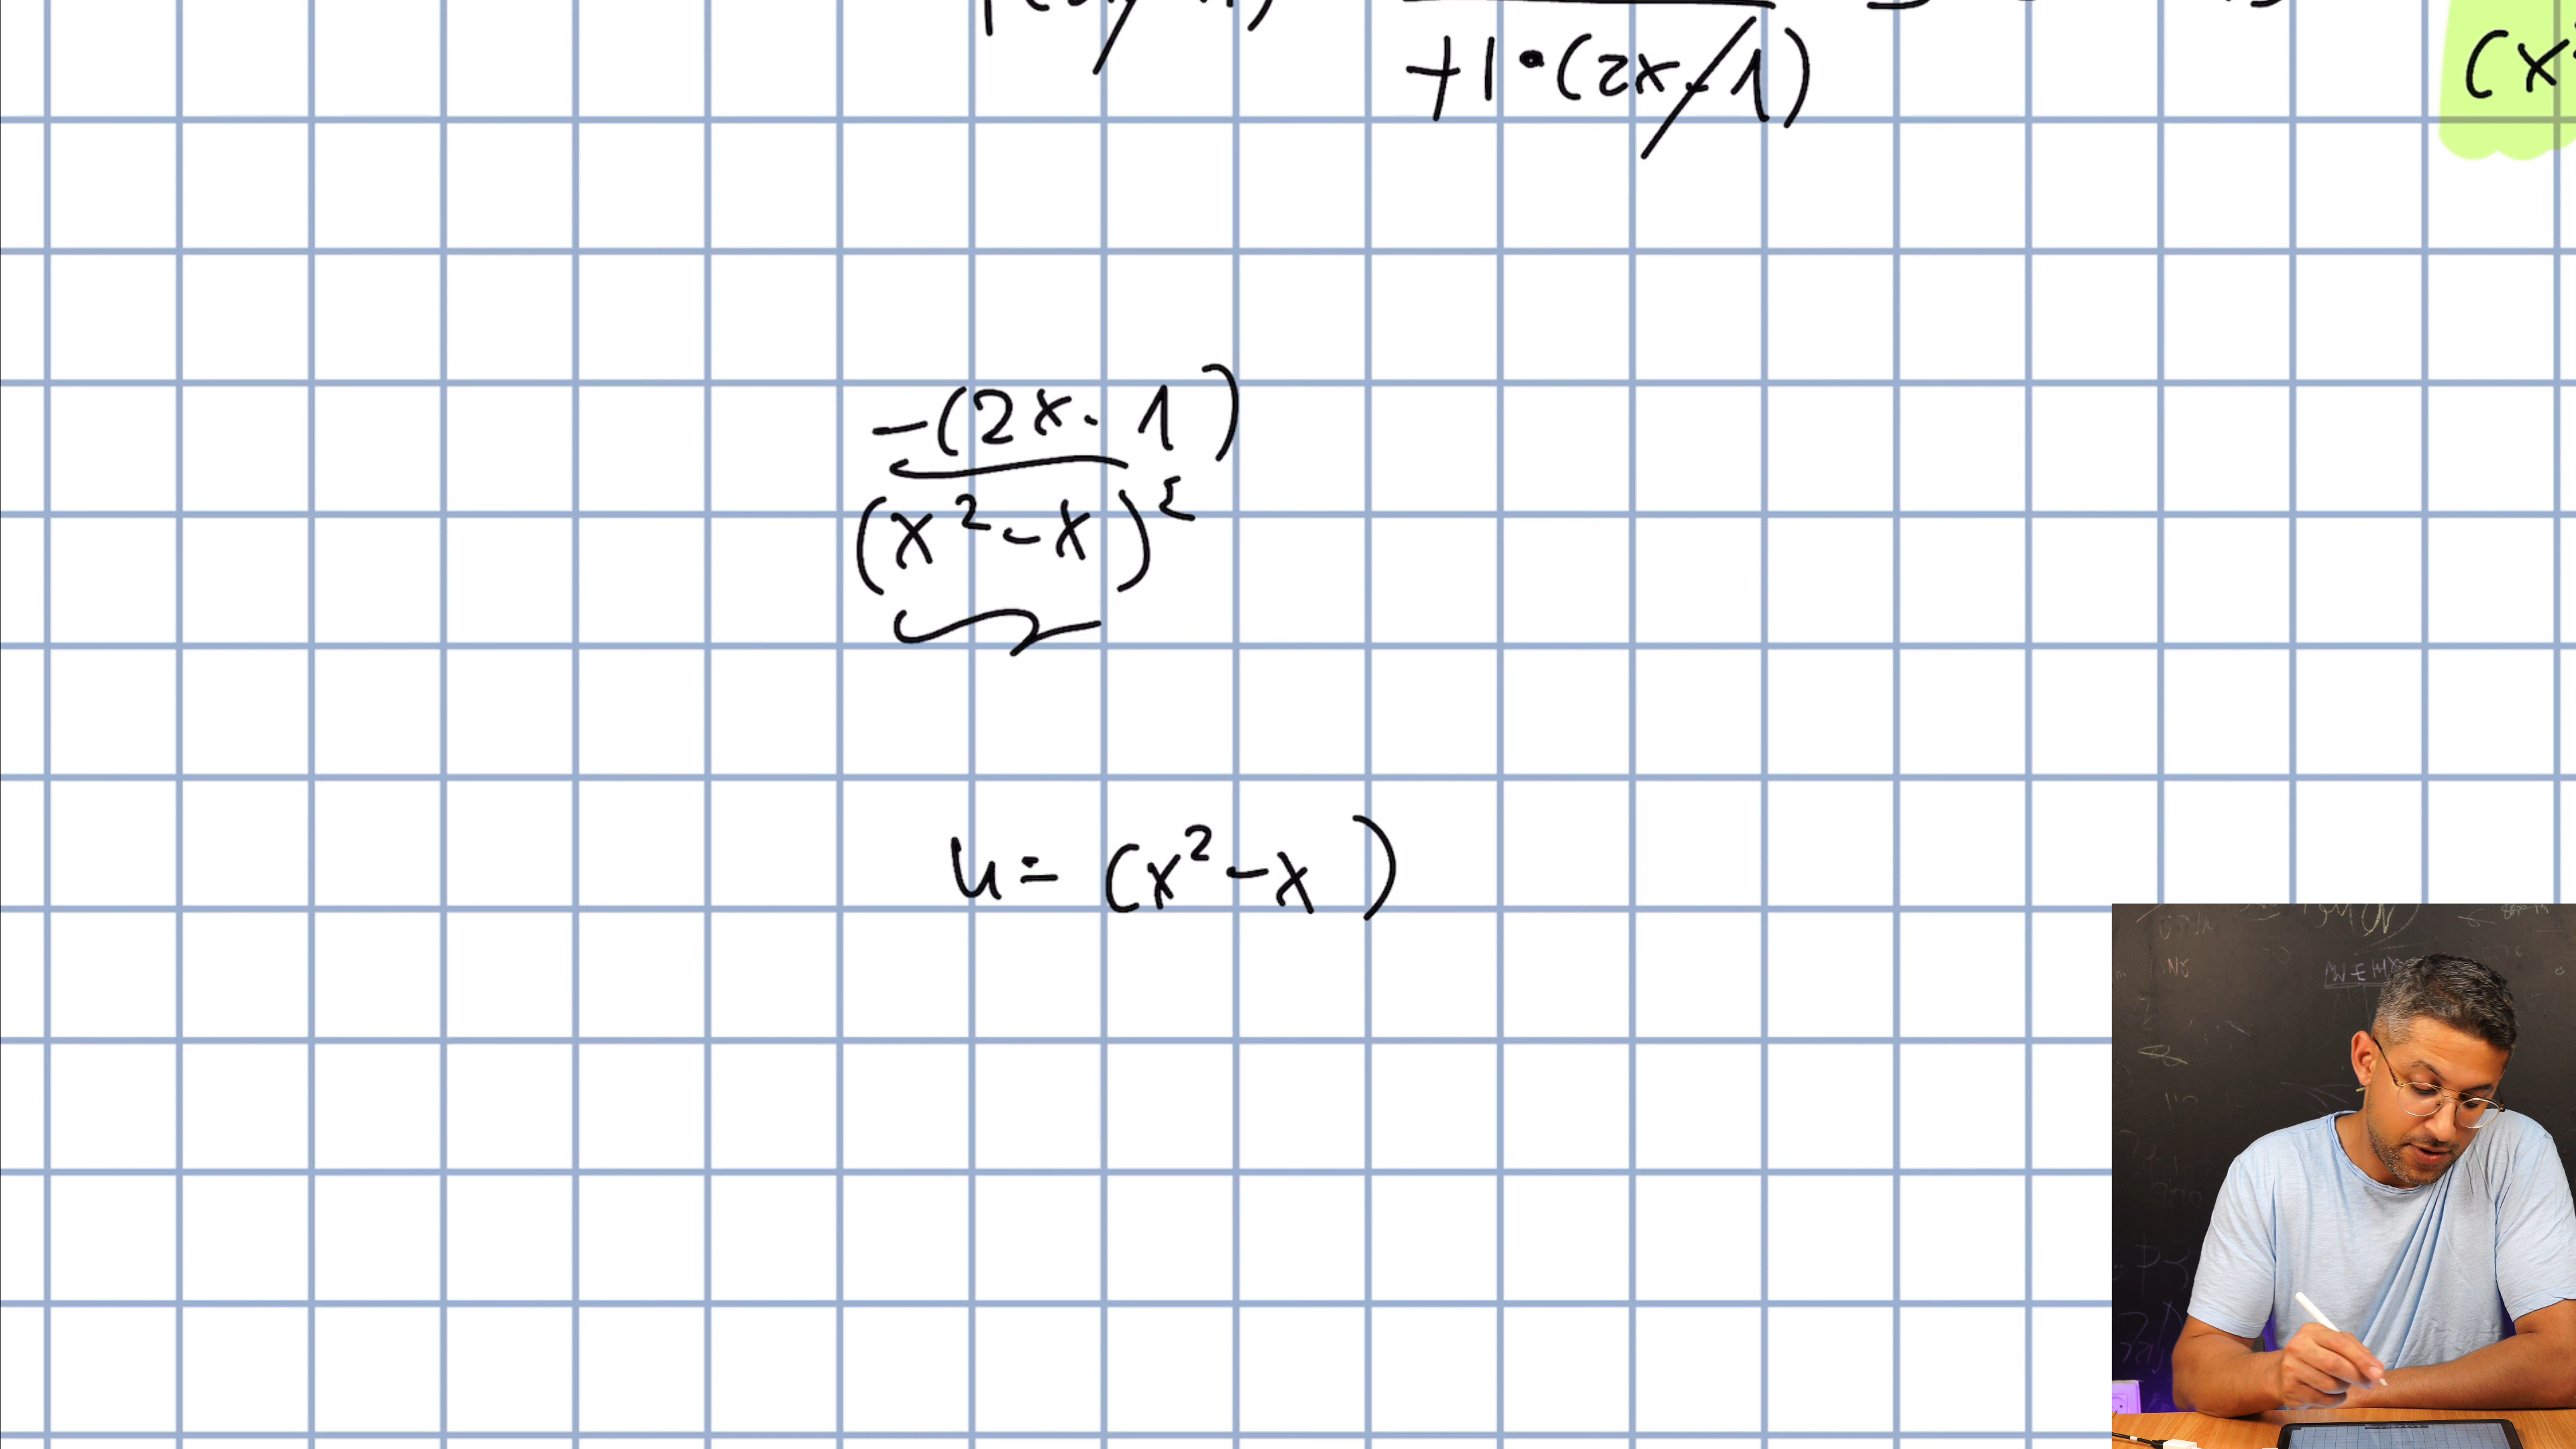 +1•(2x-1)
(x
-(2x-1)
(x²-x)²
u= (x²-x)